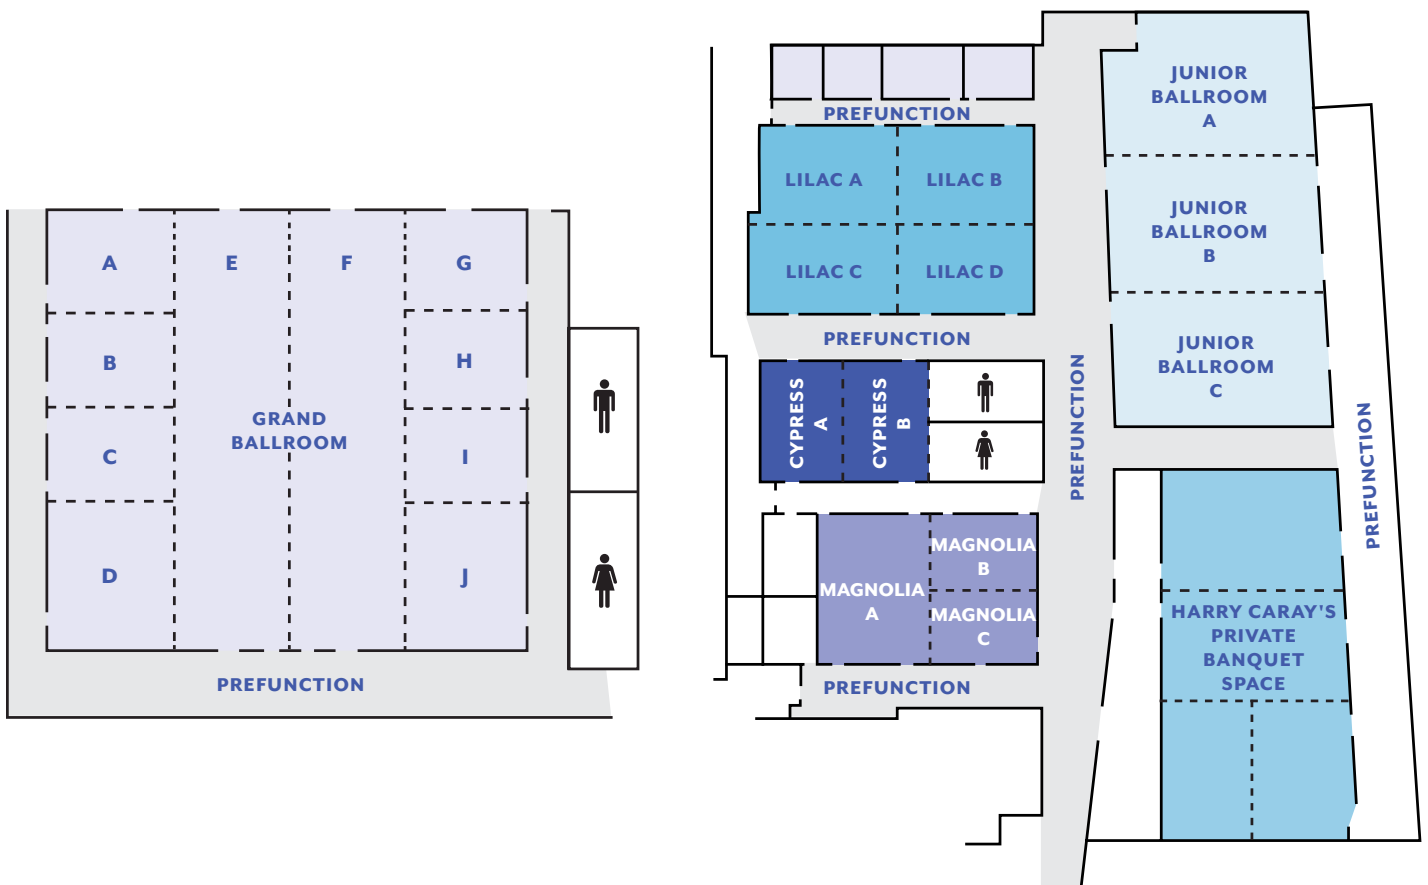 A
E
F
G
B
H
GRAND
BALLROOM
C
I
D
J
PREFUNCTION
PREFUNCTION
LILAC A
LILAC B
LILAC C
LILAC D
PREFUNCTION
CYPRESS
A
CYPRESS
B
MAGNOLIA
A
MAGNOLIA
B
MAGNOLIA
C
PREFUNCTION
PREFUNCTION
JUNIOR
BALLROOM
A
JUNIOR
BALLROOM
B
JUNIOR
BALLROOM
C
PREFUNCTION
HARRY CARAY'S
PRIVATE
BANQUET
SPACE